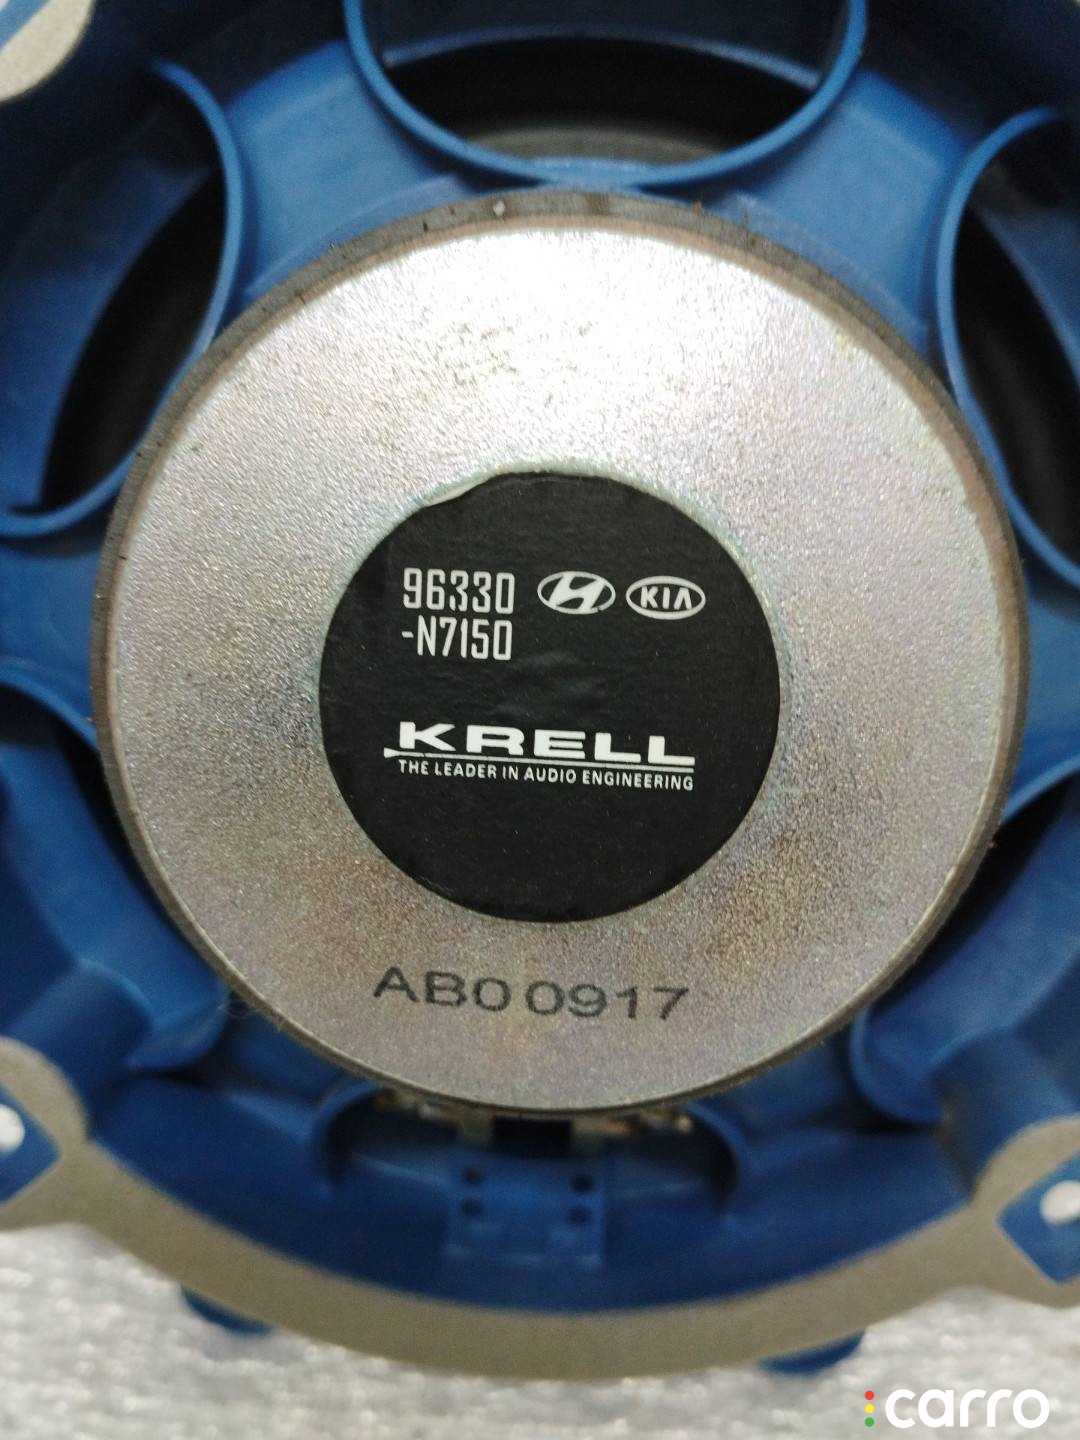 96330
-N7150
KIA
KRELL
THE LEADER IN AUDIO ENGINEERING
AB0 0917
carro